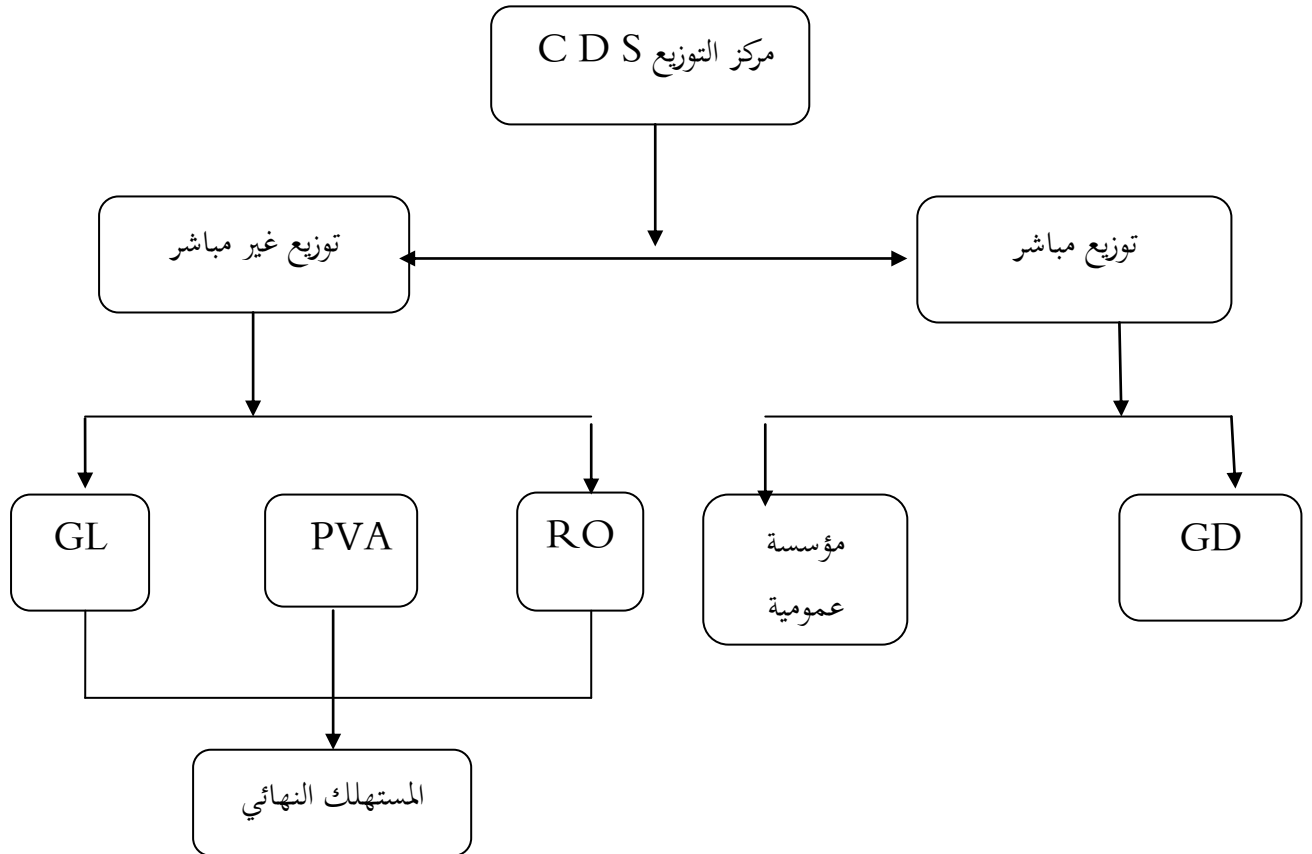 مركز التوزيع C D S
توزيع مباشر
توزيع غير مباشر
GD
مؤسسة
عمومية
RO
PVA
GL
المستهلك النهائي